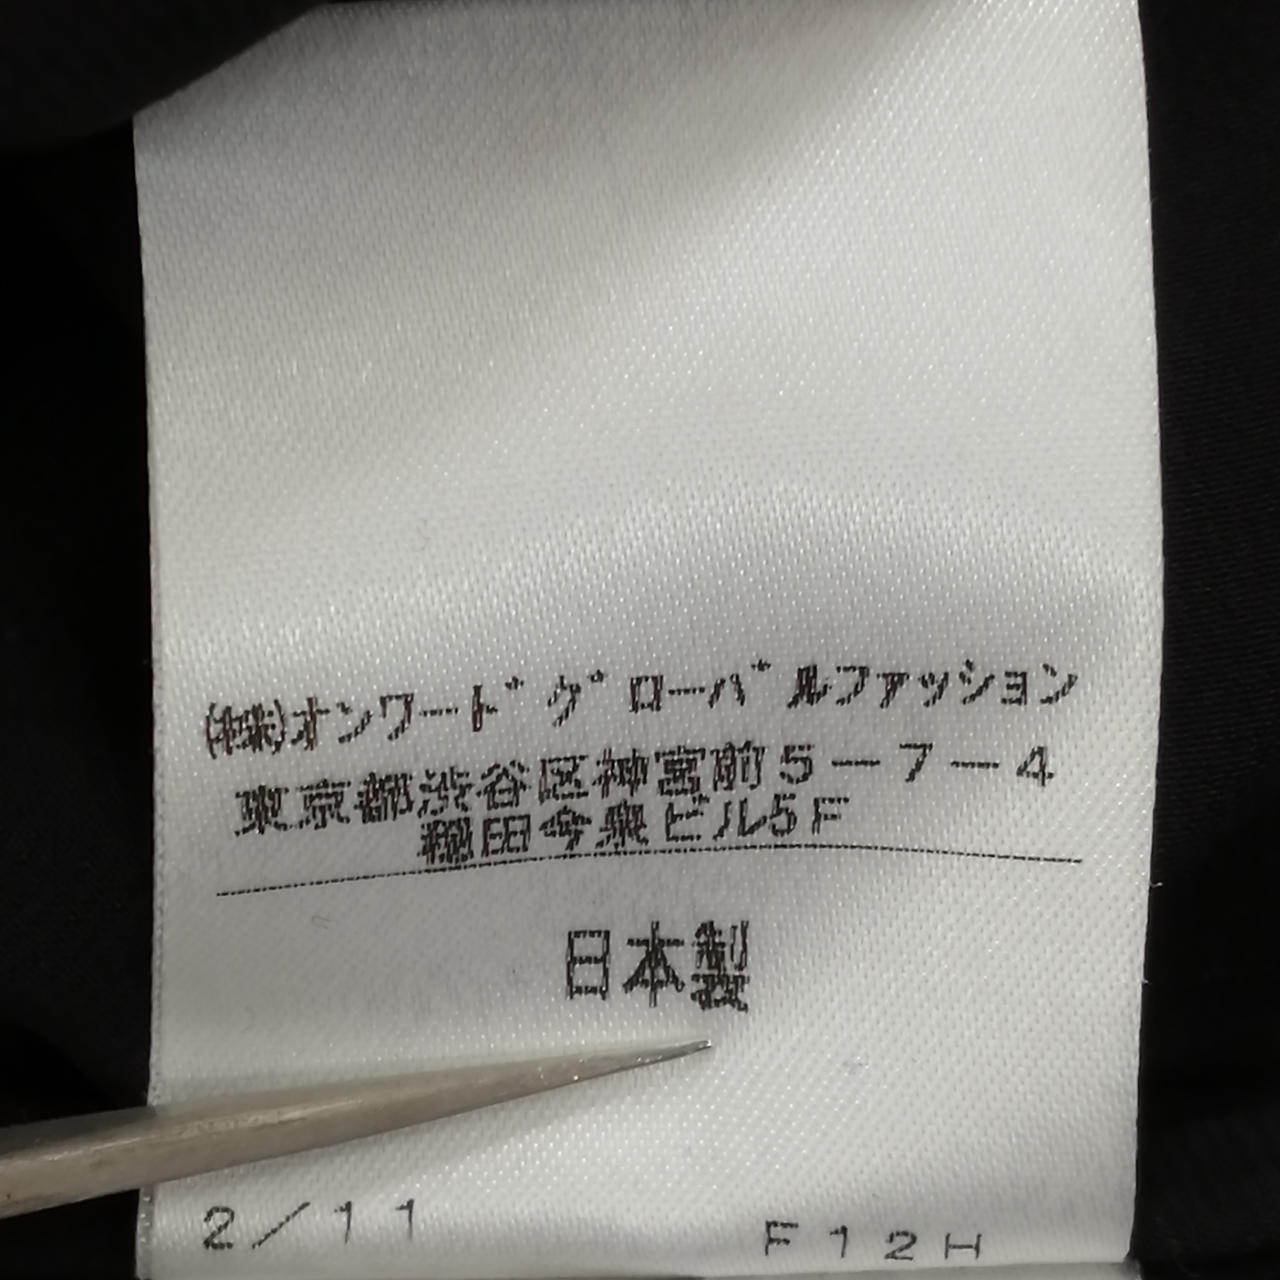 (株)オンワードグローバルファッション
東京都渋谷区神宮前5-7-4
穏田今泉ビル5F
日本製
2/11
F12H